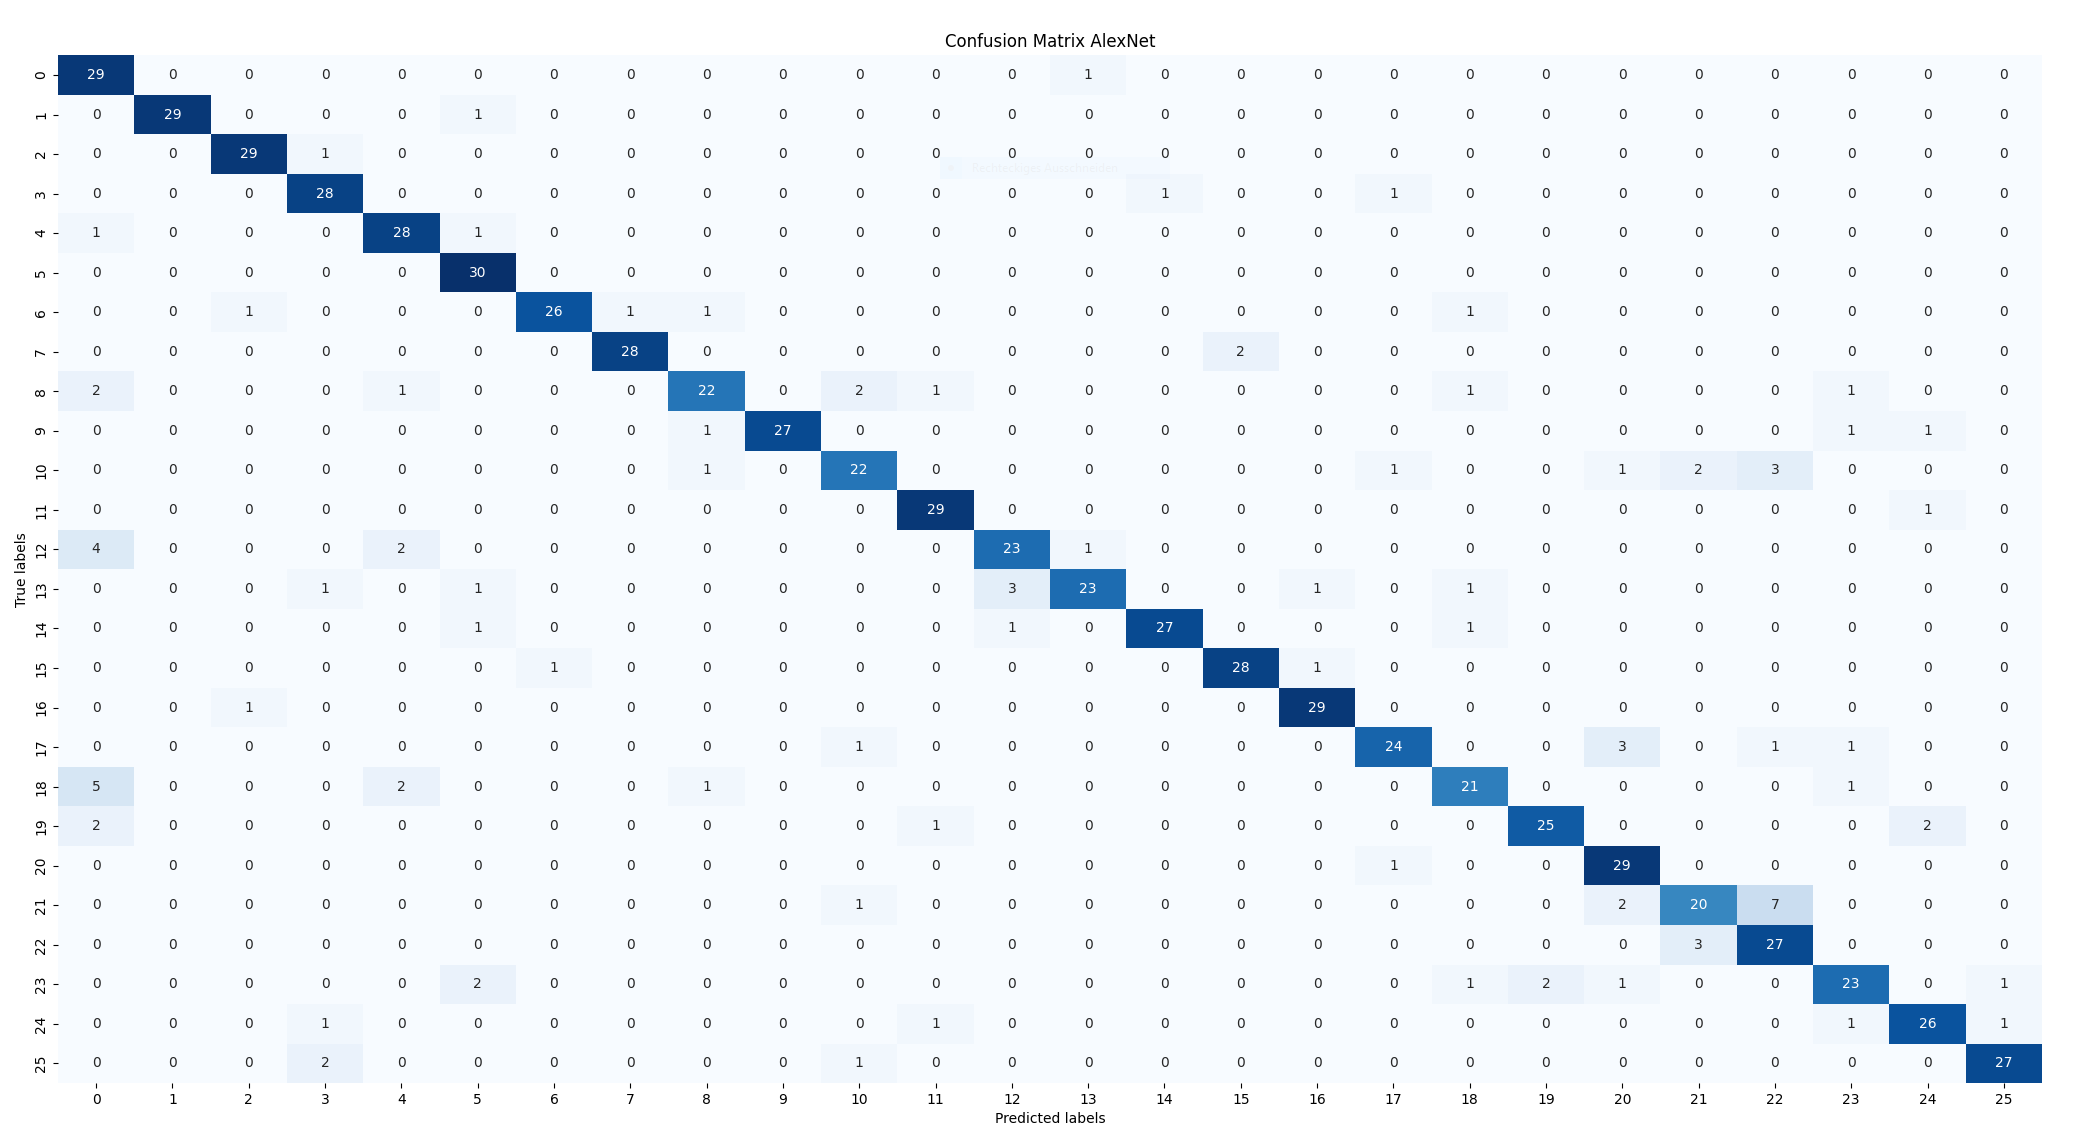 Confusion Matrix AlexNet
True labels
0 29 0 0 0 0 0 0 0 0 0 0 0 0 1 0 0 0 0 0 0 0 0 0 0 0 0
1 0 29 0 0 0 1 0 0 0 0 0 0 0 0 0 0 0 0 0 0 0 0 0 0 0 0
2 0 0 29 1 0 0 0 0 0 0 0 0 0 0 0 0 0 0 0 0 0 0 0 0 0 0
3 0 0 0 28 0 0 0 0 0 0 0 0 0 0 1 0 0 1 0 0 0 0 0 0 0 0
4 1 0 0 0 28 1 0 0 0 0 0 0 0 0 0 0 0 0 0 0 0 0 0 0 0 0
5 0 0 0 0 0 30 0 0 0 0 0 0 0 0 0 0 0 0 0 0 0 0 0 0 0 0
6 0 0 1 0 0 0 26 1 1 0 0 0 0 0 0 0 0 0 1 0 0 0 0 0 0 0
7 0 0 0 0 0 0 0 28 0 0 0 0 0 0 0 2 0 0 0 0 0 0 0 0 0 0
8 2 0 0 0 1 0 0 0 22 0 2 1 0 0 0 0 0 0 1 0 0 0 0 1 0 0
9 0 0 0 0 0 0 0 0 1 27 0 0 0 0 0 0 0 0 0 0 0 0 0 1 1 0
10 0 0 0 0 0 0 0 0 1 0 22 0 0 0 0 0 0 1 0 0 1 2 3 0 0 0
11 0 0 0 0 0 0 0 0 0 0 0 29 0 0 0 0 0 0 0 0 0 0 0 0 1 0
12 4 0 0 0 2 0 0 0 0 0 0 0 23 1 0 0 0 0 0 0 0 0 0 0 0 0
13 0 0 0 1 0 1 0 0 0 0 0 0 3 23 0 0 1 0 1 0 0 0 0 0 0 0
14 0 0 0 0 0 1 0 0 0 0 0 0 1 0 27 0 0 0 1 0 0 0 0 0 0 0
15 0 0 0 0 0 0 1 0 0 0 0 0 0 0 0 28 1 0 0 0 0 0 0 0 0 0
16 0 0 1 0 0 0 0 0 0 0 0 0 0 0 0 0 29 0 0 0 0 0 0 0 0 0
17 0 0 0 0 0 0 0 0 0 0 1 0 0 0 0 0 0 24 0 0 3 0 1 1 0 0
18 5 0 0 0 2 0 0 0 1 0 0 0 0 0 0 0 0 0 21 0 0 0 0 1 0 0
19 2 0 0 0 0 0 0 0 0 0 0 1 0 0 0 0 0 0 0 25 0 0 0 0 2 0
20 0 0 0 0 0 0 0 0 0 0 0 0 0 0 0 0 0 1 0 0 29 0 0 0 0 0
21 0 0 0 0 0 0 0 0 0 0 1 0 0 0 0 0 0 0 0 0 2 20 7 0 0 0
22 0 0 0 0 0 0 0 0 0 0 0 0 0 0 0 0 0 0 0 0 0 3 27 0 0 0
23 0 0 0 0 0 2 0 0 0 0 0 0 0 0 0 0 0 0 1 2 1 0 0 23 0 1
24 0 0 0 1 0 0 0 0 0 0 0 1 0 0 0 0 0 0 0 0 0 0 0 1 26 1
25 0 0 0 2 0 0 0 0 0 0 1 0 0 0 0 0 0 0 0 0 0 0 0 0 0 27
0 1 2 3 4 5 6 7 8 9 10 11 12 13 14 15 16 17 18 19 20 21 22 23 24 25
Predicted labels